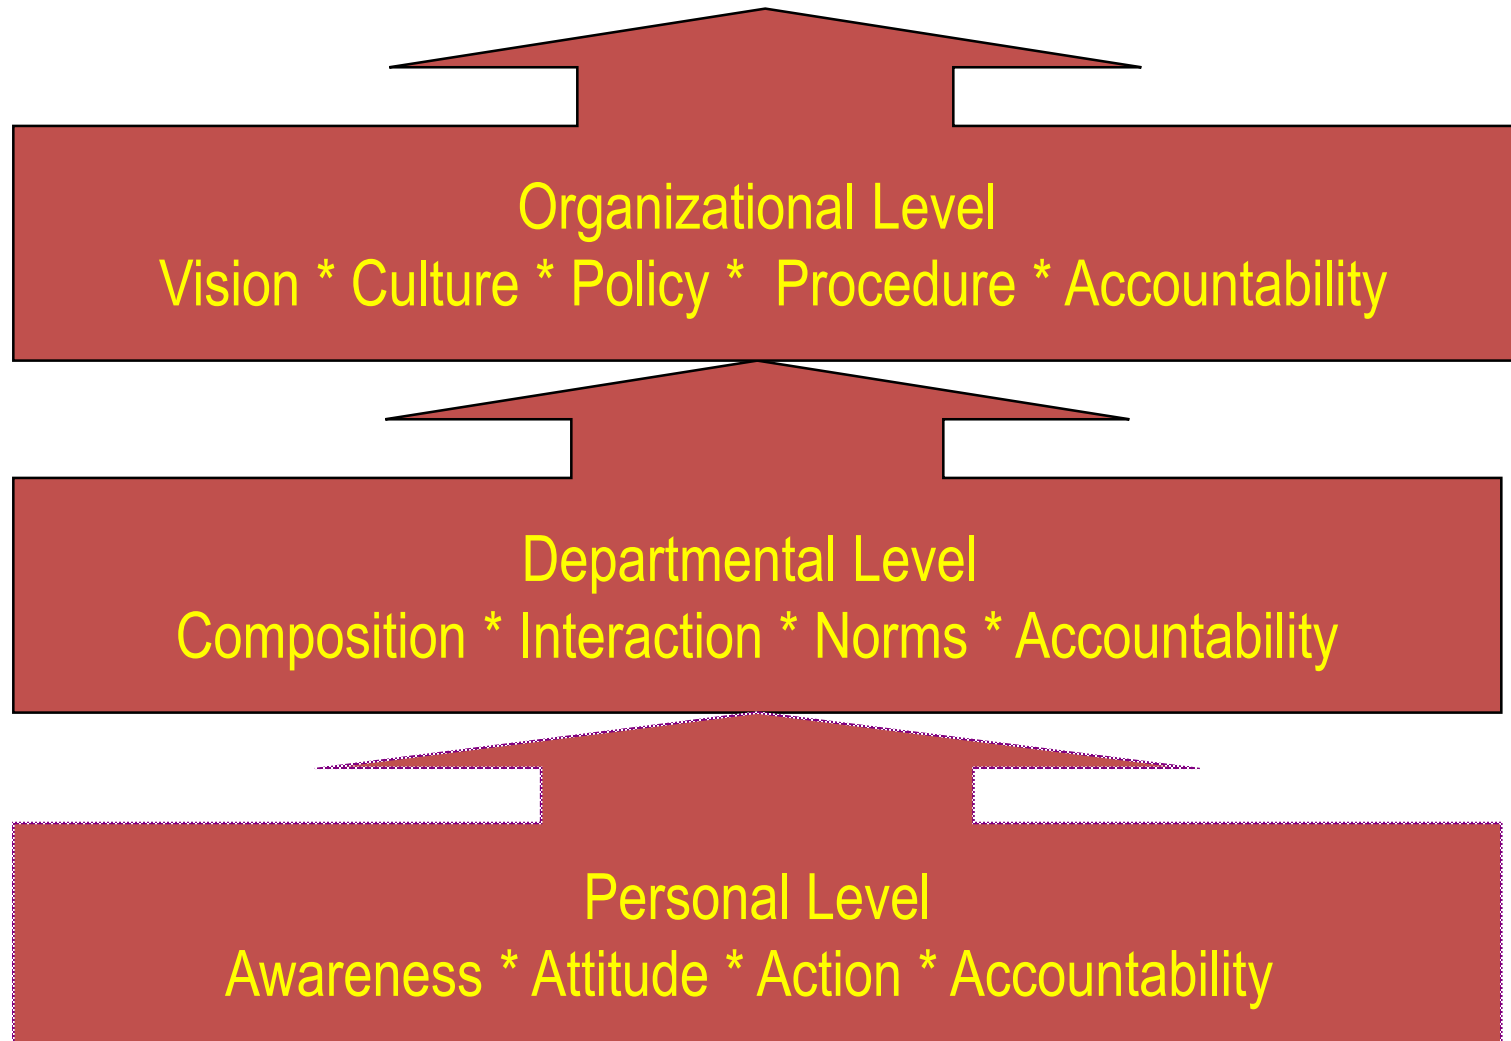 Organizational Level
Vision * Culture * Policy *  Procedure * Accountability
Departmental Level
Composition * Interaction * Norms * Accountability
Personal Level
Awareness * Attitude * Action * Accountability